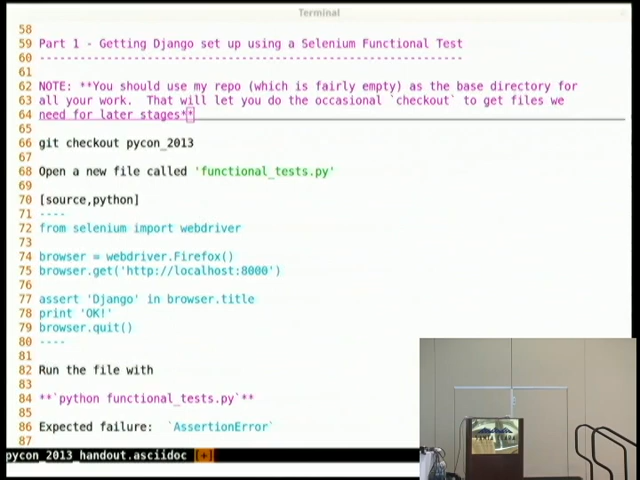 Terminal
58
59 Part 1 - Getting Django set up using a Selenium Functional Test
60 ---------------------------------------------------------------
61
62 NOTE: **You should use my repo (which is fairly empty) as the base directory for
63 all your work.  That will let you do the occasional `checkout` to get files we
64 need for later stages**
65
66 git checkout pycon_2013
67
68 Open a new file called 'functional_tests.py'
69
70 [source,python]
71 ----
72 from selenium import webdriver
73
74 browser = webdriver.Firefox()
75 browser.get('http://localhost:8000')
76
77 assert 'Django' in browser.title
78 print 'OK!'
79 browser.quit()
80 ----
81
82 Run the file with
83
84 **`python functional_tests.py`**
85
86 Expected failure:  `AssertionError`
87
pycon_2013_handout.asciidoc [+]